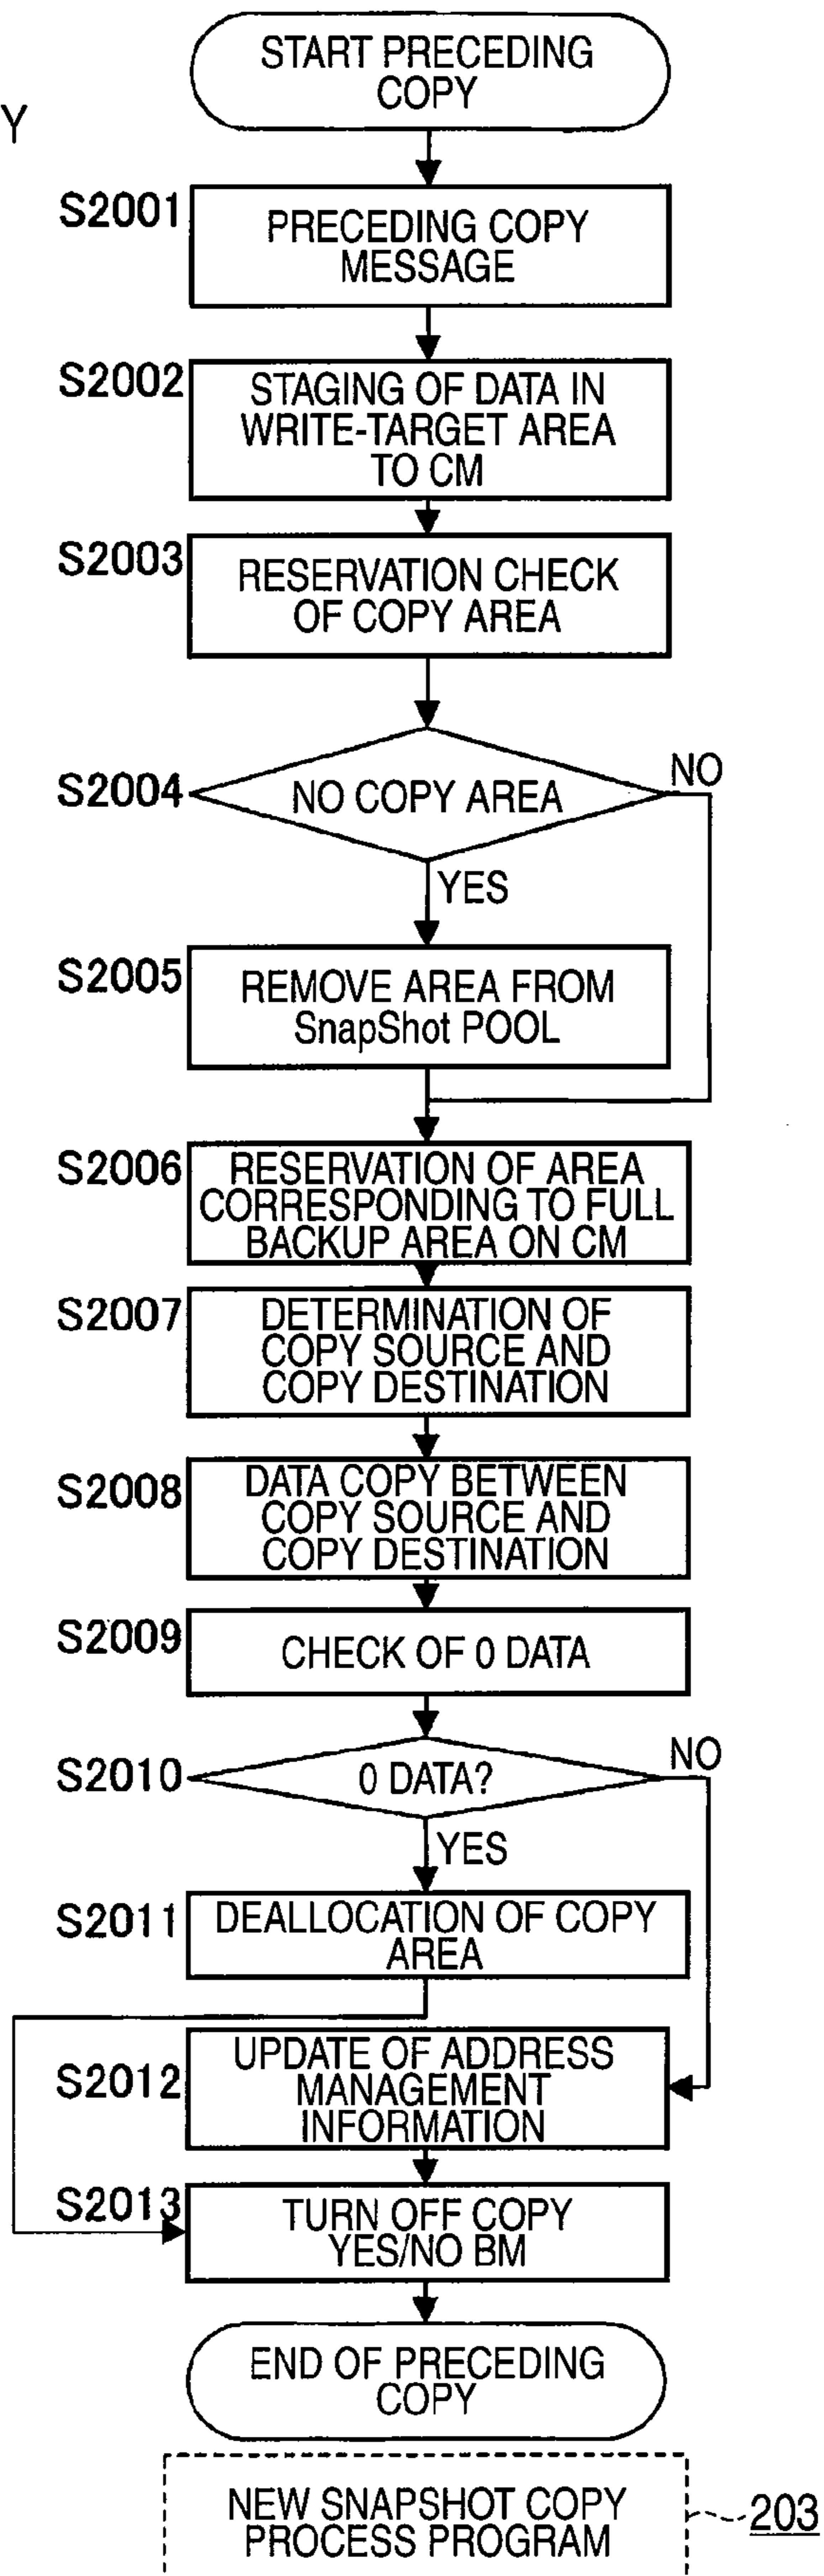 START PRECEDING
COPY
Y
S2001
PRECEDING COPY
MESSAGE
S2002
STAGING OF DATA IN
WRITE-TARGET AREA
TO CM
S2003
RESERVATION CHECK
OF COPY AREA
S2004
NO COPY AREA
NO
YES
S2005
REMOVE AREA FROM
SnapShot POOL
S2006
RESERVATION OF AREA
CORRESPONDING TO FULL
BACKUP AREA ON CM
S2007
DETERMINATION OF
COPY SOURCE AND
COPY DESTINATION
S2008
DATA COPY BETWEEN
COPY SOURCE AND
COPY DESTINATION
S2009
CHECK OF 0 DATA
S2010
0 DATA?
NO
YES
S2011
DEALLOCATION OF COPY
AREA
S2012
UPDATE OF ADDRESS
MANAGEMENT
INFORMATION
S2013
TURN OFF COPY
YES/NO BM
END OF PRECEDING
COPY
NEW SNAPSHOT COPY
PROCESS PROGRAM
203